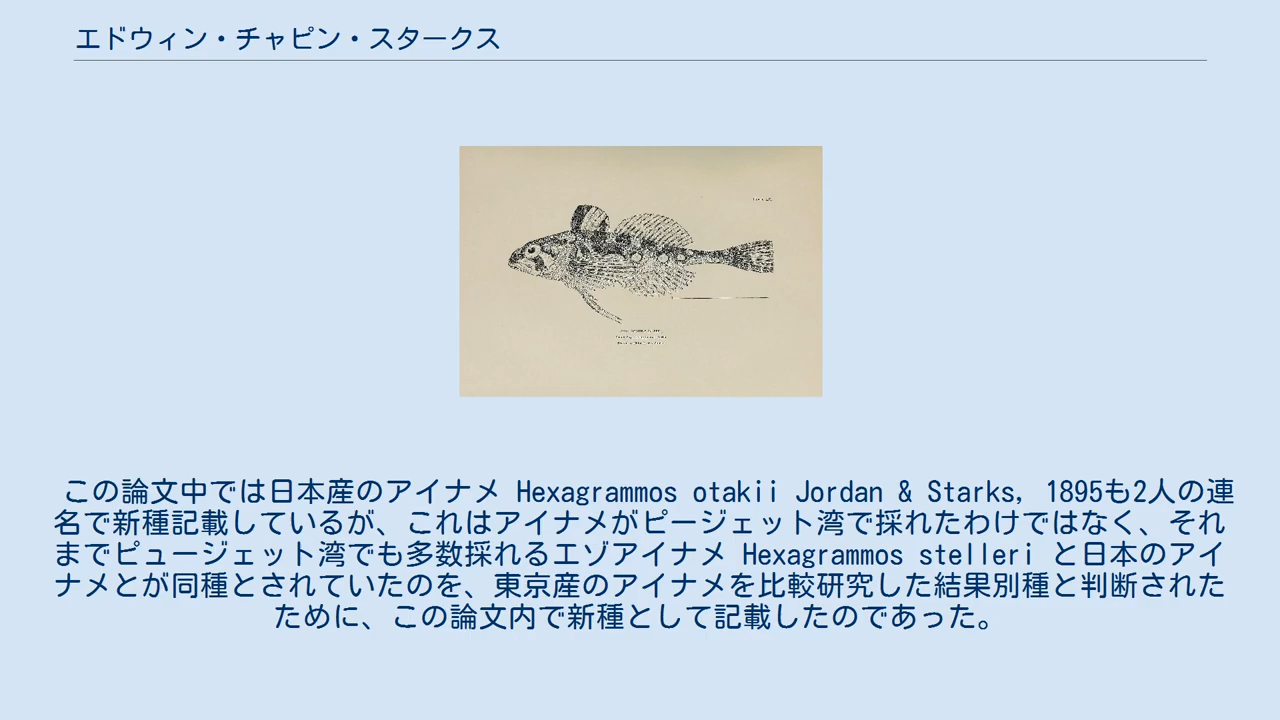 エドウィン・チャピン・スタークス
この論文中では日本産のアイナメ Hexagrammos otakii Jordan & Starks, 1895も2人の連
名で新種記載しているが、これはアイナメがピージェット湾で採れたわけではなく、それ
までピュージェット湾でも多数採れるエゾアイナメ Hexagrammos stelleri と日本のアイ
ナメとが同種とされていたのを、東京産のアイナメを比較研究した結果別種と判断された
ために、この論文内で新種として記載したのであった。